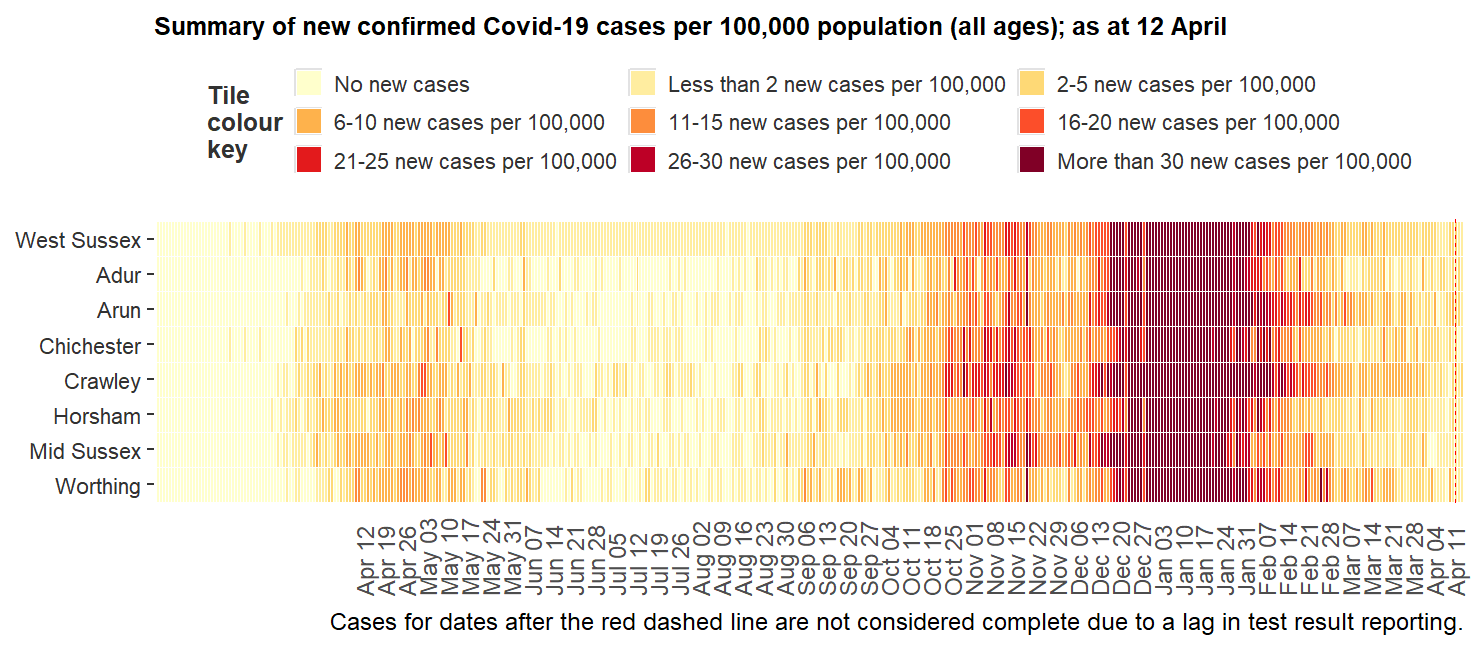 Summary of new confirmed Covid-19 cases per 100,000 population (all ages); as at 12 April
Tile
colour
key
No new cases
Less than 2 new cases per 100,000
2-5 new cases per 100,000
6-10 new cases per 100,000
11-15 new cases per 100,000
16-20 new cases per 100,000
21-25 new cases per 100,000
26-30 new cases per 100,000
More than 30 new cases per 100,000
West Sussex
Adur
Arun
Chichester
Crawley
Horsham
Mid Sussex
Worthing
Apr 12
Apr 19
Apr 26
May 03
May 10
May 17
May 24
May 31
Jun 07
Jun 14
Jun 21
Jun 28
Jul 05
Jul 12
Jul 19
Jul 26
Aug 02
Aug 09
Aug 16
Aug 23
Aug 30
Sep 06
Sep 13
Sep 20
Sep 27
Oct 04
Oct 11
Oct 18
Oct 25
Nov 01
Nov 08
Nov 15
Nov 22
Nov 29
Dec 06
Dec 13
Dec 20
Dec 27
Jan 03
Jan 10
Jan 17
Jan 24
Jan 31
Feb 07
Feb 14
Feb 21
Feb 28
Mar 07
Mar 14
Mar 21
Mar 28
Apr 04
Apr 11
Cases for dates after the red dashed line are not considered complete due to a lag in test result reporting.